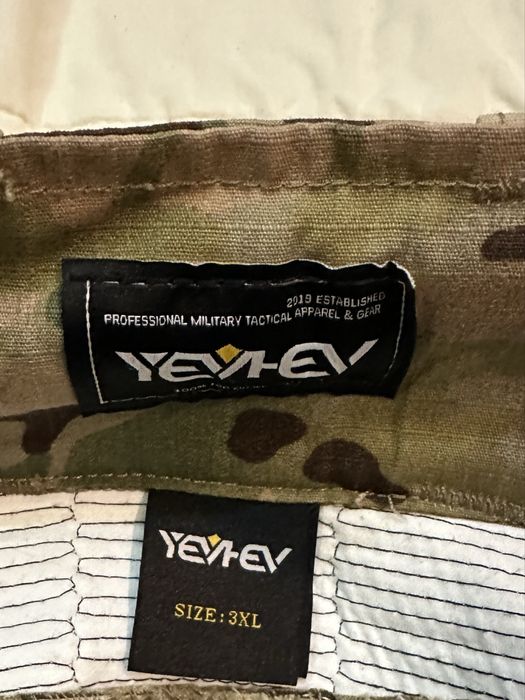 2019 ESTABLISHED
PROFESSIONAL MILITARY TACTICAL APPAREL & GEAR
YEVHEV
YEVHEV
SIZE:3XL